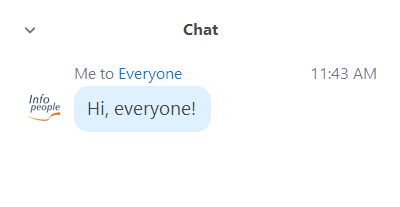 Chat
Me to Everyone 11:43 AM
Info
people
Hi, everyone!